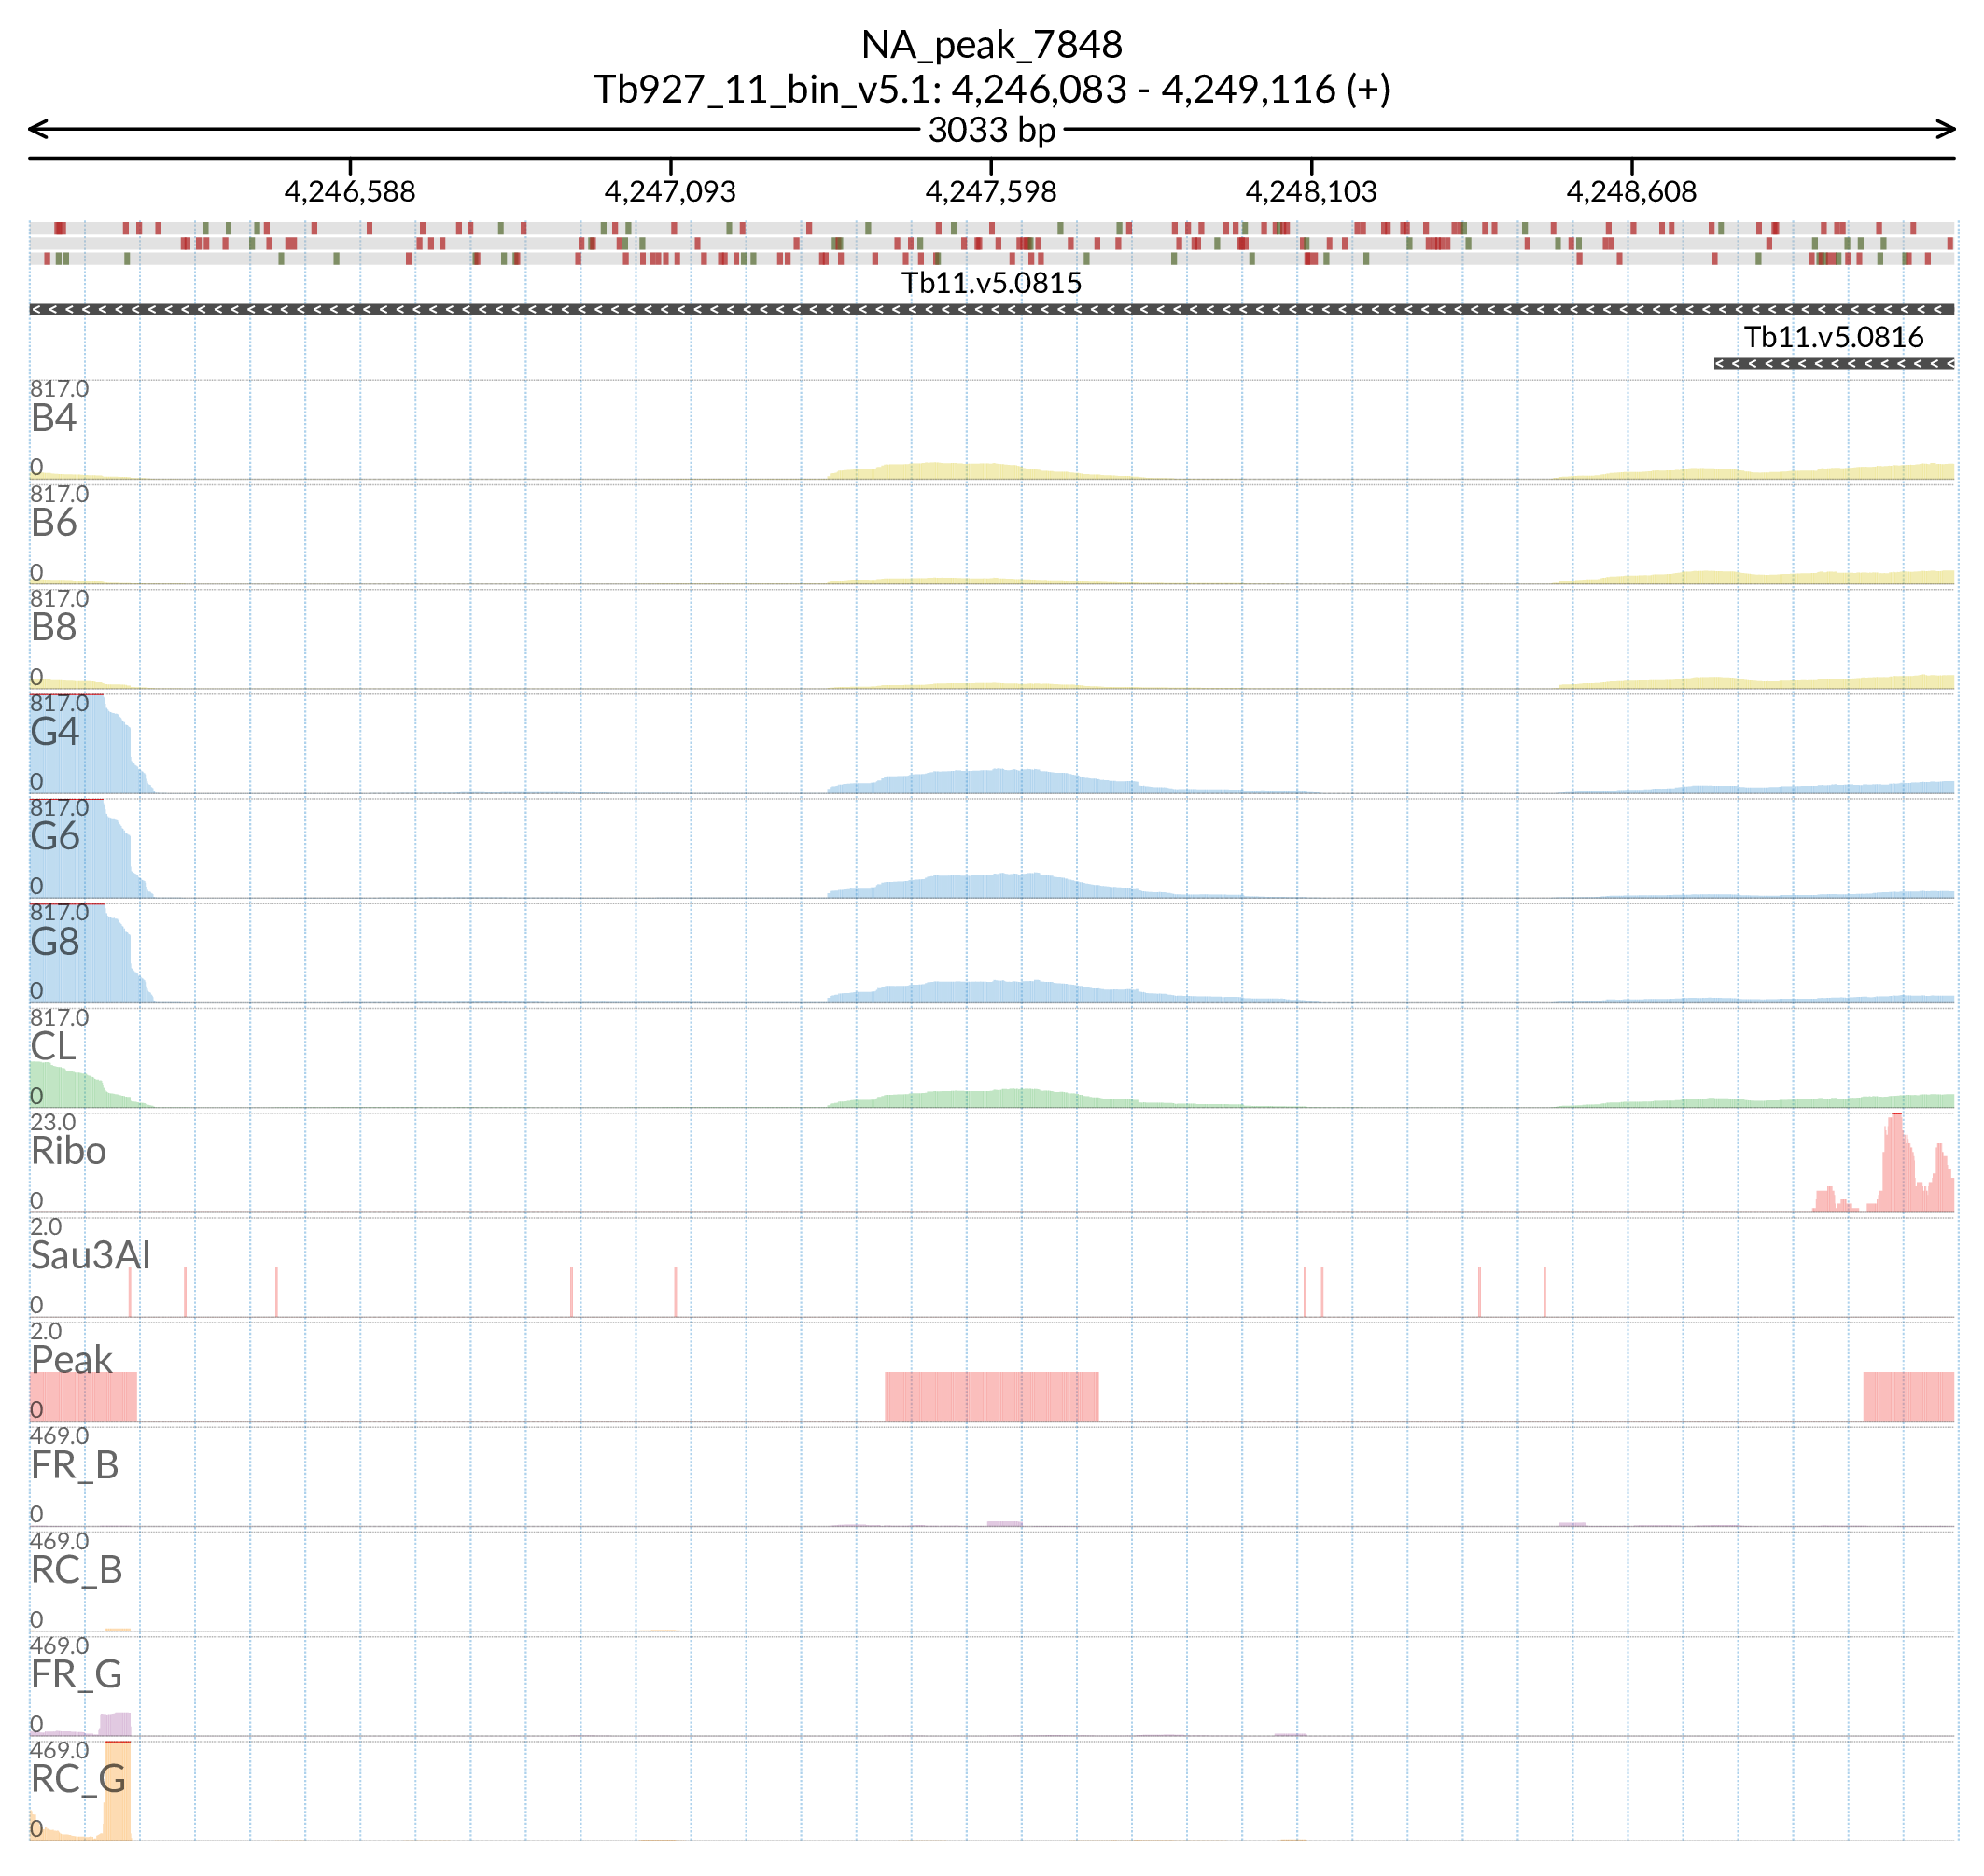 NA_peak_7848
Tb927_11_bin_v5.1: 4,246,083 - 4,249,116 (+)
3033 bp
4,246,588 4,247,093 4,247,598 4,248,103 4,248,608
Tb11.v5.0815
Tb11.v5.0816
817.0
B4
0
817.0
B6
0
817.0
B8
0
817.0
G4
0
817.0
G6
0
817.0
G8
0
817.0
CL
0
23.0
Ribo
0
2.0
Sau3AI
0
2.0
Peak
0
469.0
FR_B
0
469.0
RC_B
0
469.0
FR_G
0
469.0
RC_G
0